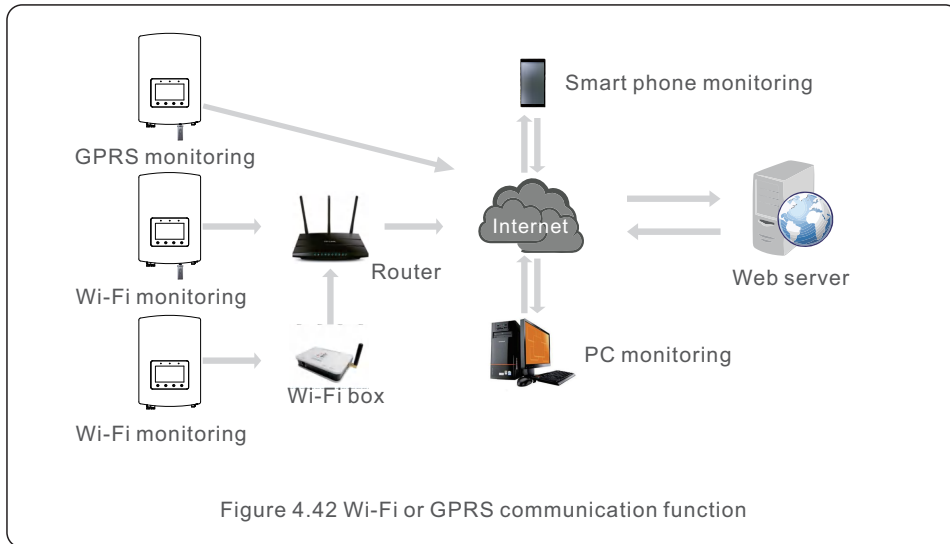 Smart phone monitoring
GPRS monitoring
Internet
Router
Web server
Wi-Fi monitoring
PC monitoring
Wi-Fi box
Wi-Fi monitoring
Figure 4.42 Wi-Fi or GPRS communication function